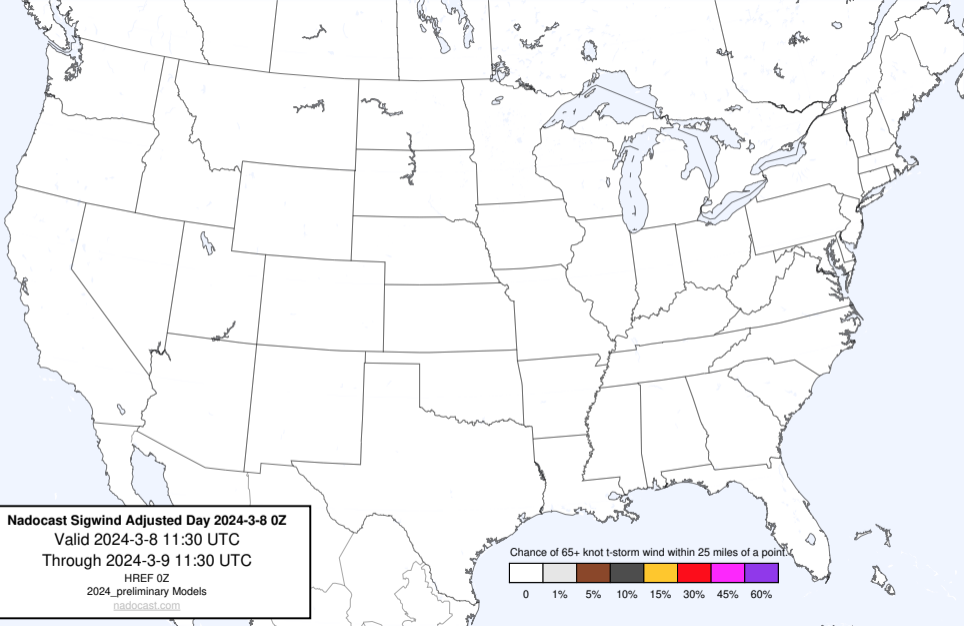 Nadocast Sigwind Adjusted Day 2024-3-8 0Z
Valid 2024-3-8 11:30 UTC
Through 2024-3-9 11:30 UTC
HREF 0Z
2024_preliminary Models
nadocast.com
Chance of 65+ knot t-storm wind within 25 miles of a point.
0 1% 5% 10% 15% 30% 45% 60%